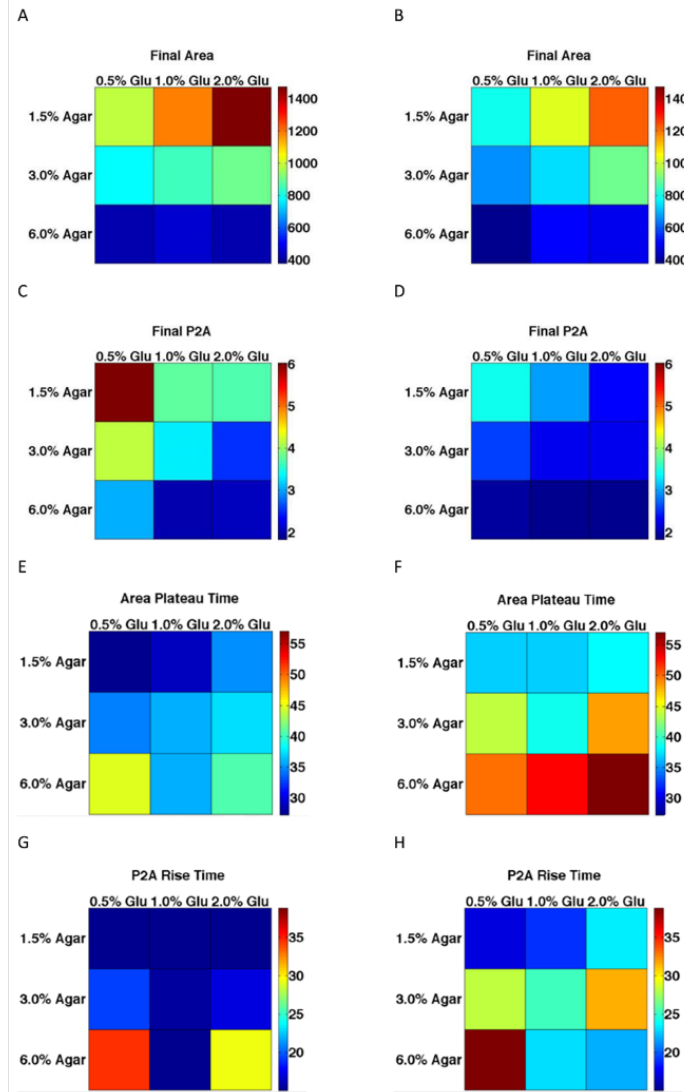 A
B
Final Area
Final Area
0.5% Glu 1.0% Glu 2.0% Glu
0.5% Glu 1.0% Glu 2.0% Glu
1.5% Agar
3.0% Agar
6.0% Agar
1400
1200
1000
800
600
400
1.5% Agar
3.0% Agar
6.0% Agar
1400
1200
1000
800
600
400
C
D
Final P2A
Final P2A
0.5% Glu 1.0% Glu 2.0% Glu
0.5% Glu 1.0% Glu 2.0% Glu
1.5% Agar
3.0% Agar
6.0% Agar
6
5
4
3
2
1.5% Agar
3.0% Agar
6.0% Agar
6
5
4
3
2
E
F
Area Plateau Time
Area Plateau Time
0.5% Glu 1.0% Glu 2.0% Glu
0.5% Glu 1.0% Glu 2.0% Glu
1.5% Agar
3.0% Agar
6.0% Agar
55
50
45
40
35
30
1.5% Agar
3.0% Agar
6.0% Agar
55
50
45
40
35
30
G
H
P2A Rise Time
P2A Rise Time
0.5% Glu 1.0% Glu 2.0% Glu
0.5% Glu 1.0% Glu 2.0% Glu
1.5% Agar
3.0% Agar
6.0% Agar
35
30
25
20
1.5% Agar
3.0% Agar
6.0% Agar
35
30
25
20